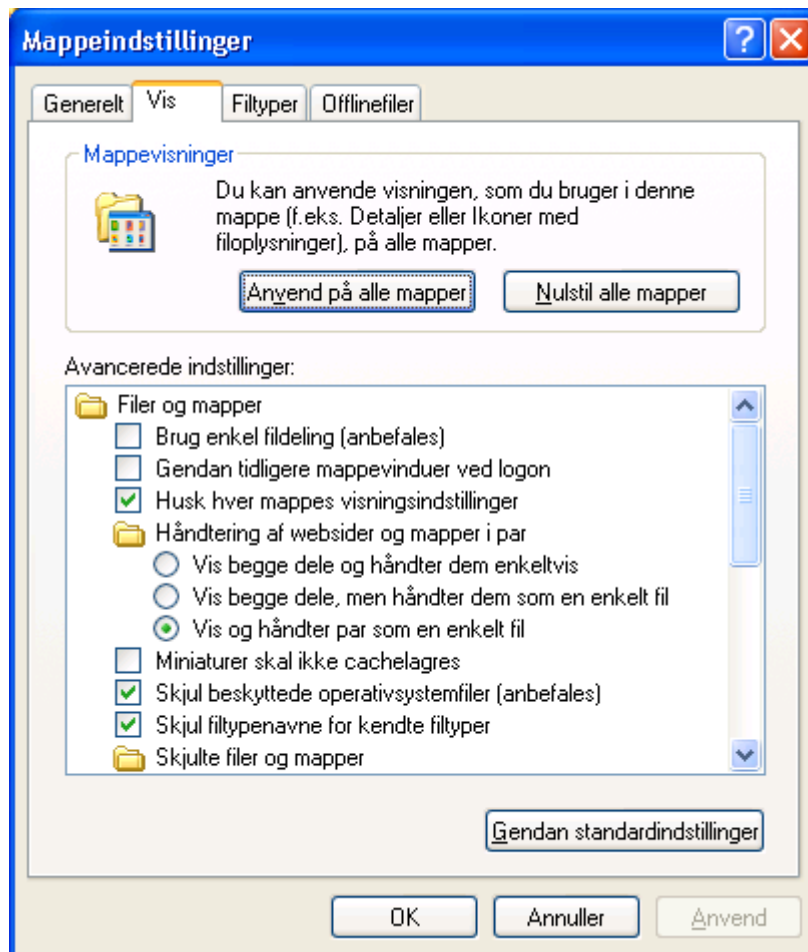 Mappeindstillinger
Generelt
Vis
Filtyper
Offlinefiler
Mappevisninger
Du kan anvende visningen, som du bruger i denne
mappe (f.eks. Detaljer eller Ikoner med
filoplysninger), på alle mapper.
Anvend på alle mapper
Nulstil alle mapper
Avancerede indstillinger:
Filer og mapper
Brug enkel fildeling (anbefales)
Gendan tidligere mappevinduer ved logon
Husk hver mappes visningsindstillinger
Håndtering af websider og mapper i par
Vis begge dele og håndter dem enkeltvis
Vis begge dele, men håndter dem som en enkelt fil
Vis og håndter par som en enkelt fil
Miniaturer skal ikke cachelagres
Skjul beskyttede operativsystemfiler (anbefales)
Skjul filtypenavne for kendte filtyper
Skjulte filer og mapper
Gendan standardindstillinger
OK
Annuller
Anvend